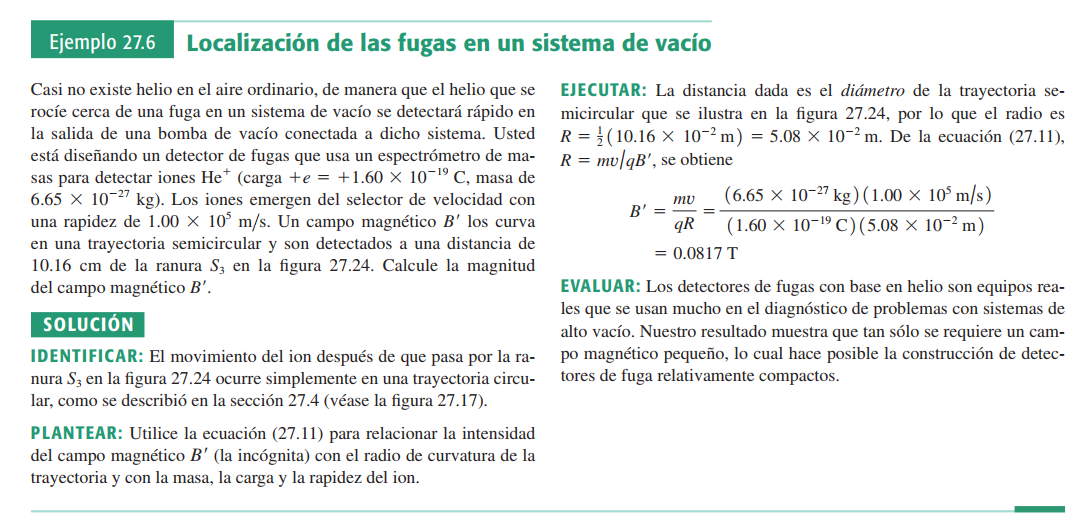 Ejemplo 27.6 Localización de las fugas en un sistema de vacío
Casi no existe helio en el aire ordinario, de manera que el helio que se
rocíe cerca de una fuga en un sistema de vacío se detectará rápido en
la salida de una bomba de vacío conectada a dicho sistema. Usted
está diseñando un detector de fugas que usa un espectrómetro de ma-
sas para detectar iones He⁺ (carga +e = +1.60 × 10⁻¹⁹ C, masa de
6.65 × 10⁻²⁷ kg). Los iones emergen del selector de velocidad con
una rapidez de 1.00 × 10⁵ m/s. Un campo magnético B′ los curva
en una trayectoria semicircular y son detectados a una distancia de
10.16 cm de la ranura S₃ en la figura 27.24. Calcule la magnitud
del campo magnético B′.
SOLUCIÓN
IDENTIFICAR: El movimiento del ion después de que pasa por la ra-
nura S₃ en la figura 27.24 ocurre simplemente en una trayectoria circu-
lar, como se describió en la sección 27.4 (véase la figura 27.17).
PLANTEAR: Utilice la ecuación (27.11) para relacionar la intensidad
del campo magnético B′ (la incógnita) con el radio de curvatura de la
trayectoria y con la masa, la carga y la rapidez del ion.
EJECUTAR: La distancia dada es el diámetro de la trayectoria se-
micircular que se ilustra en la figura 27.24, por lo que el radio es
R = ½(10.16 × 10⁻² m) = 5.08 × 10⁻² m. De la ecuación (27.11),
R = mv/qB′, se obtiene
B′ = mv/qR = (6.65 × 10⁻²⁷ kg)(1.00 × 10⁵ m/s)/(1.60 × 10⁻¹⁹ C)(5.08 × 10⁻² m)
= 0.0817 T
EVALUAR: Los detectores de fugas con base en helio son equipos rea-
les que se usan mucho en el diagnóstico de problemas con sistemas de
alto vacío. Nuestro resultado muestra que tan sólo se requiere un cam-
po magnético pequeño, lo cual hace posible la construcción de detec-
tores de fuga relativamente compactos.